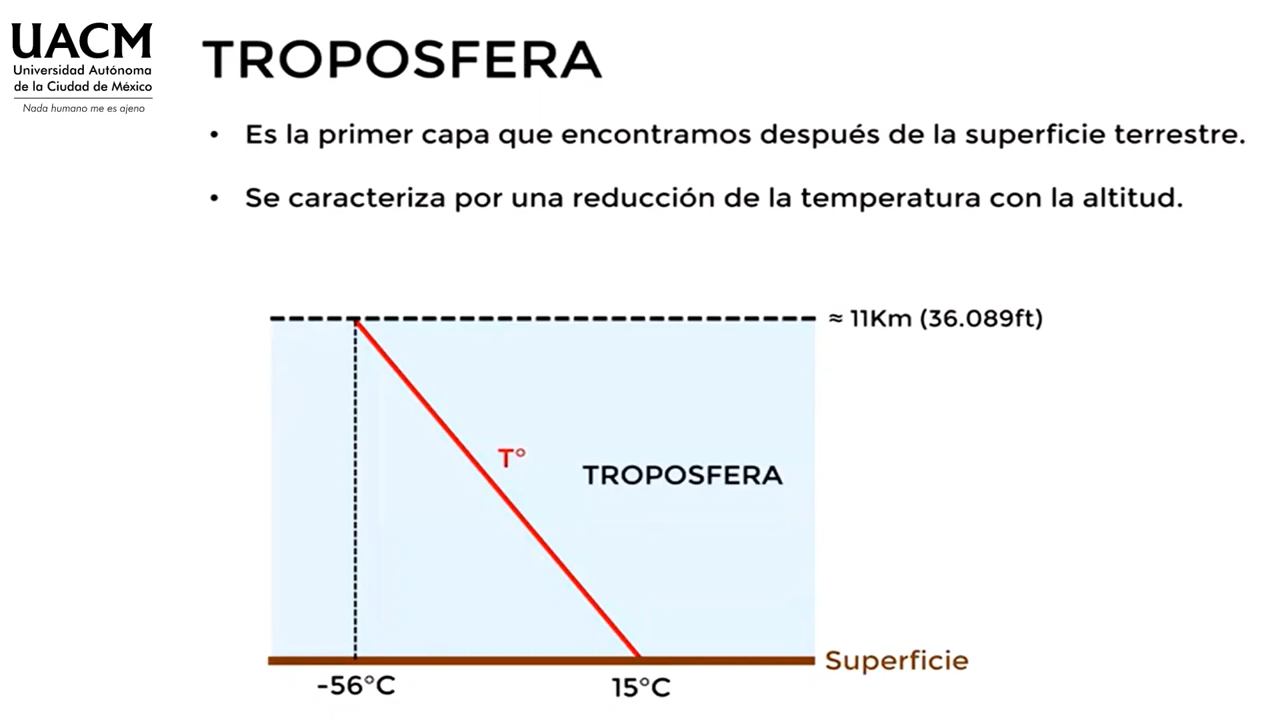 UACM
Universidad Autónoma
de la Ciudad de México
Nada humano me es ajeno
TROPOSFERA
• Es la primer capa que encontramos después de la superficie terrestre.
• Se caracteriza por una reducción de la temperatura con la altitud.
≈ 11Km (36.089ft)
T°
TROPOSFERA
Superficie
-56°C
15°C